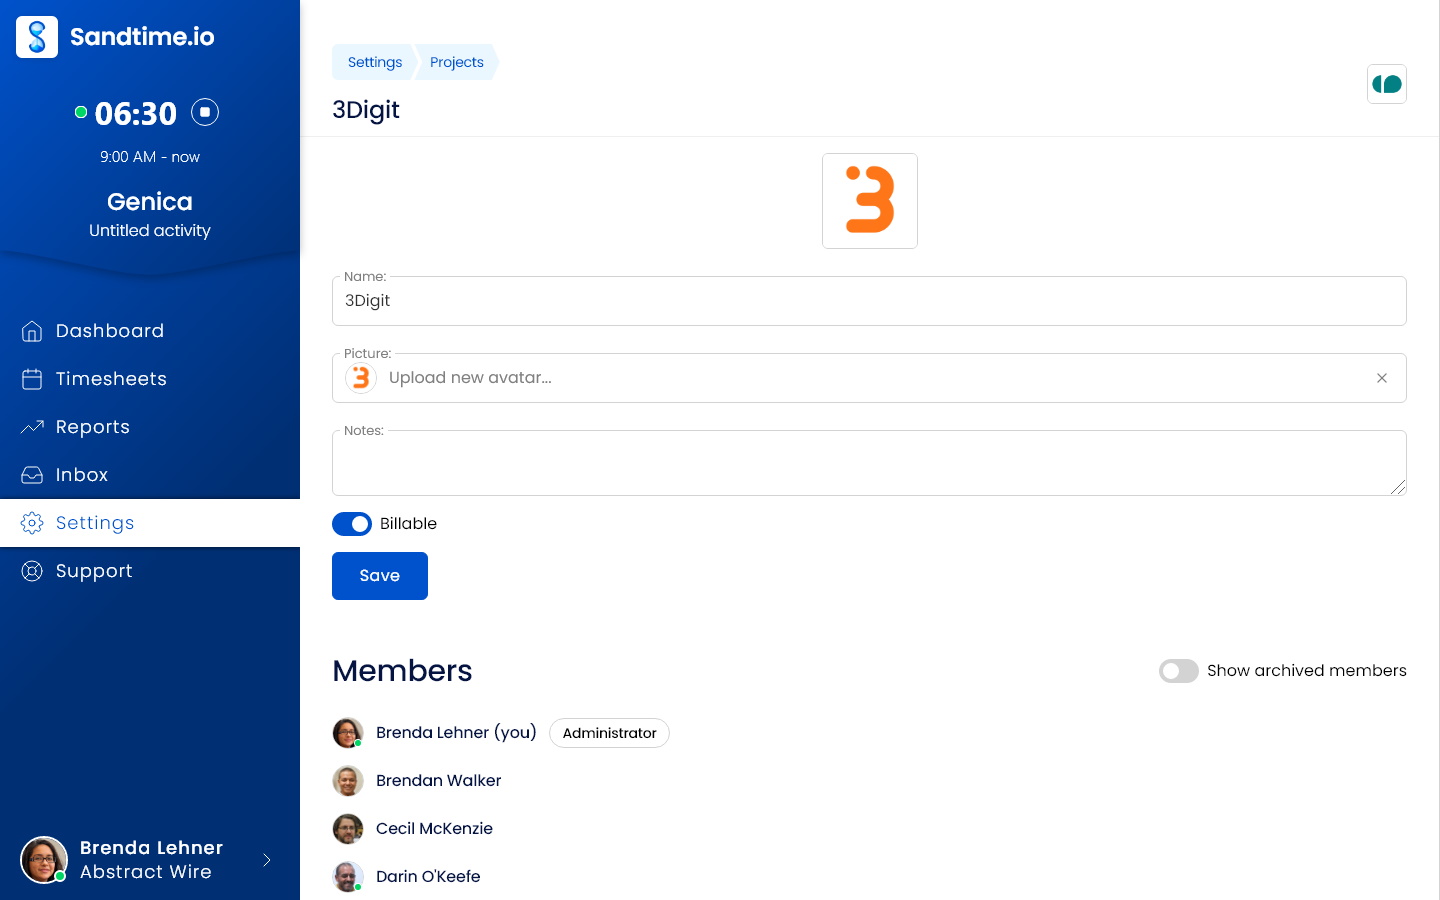 Sandtime.io
06:30
9:00 AM - now
Genica
Untitled activity
Dashboard
Timesheets
Reports
Inbox
Settings
Support
Brenda Lehner
Abstract Wire
Settings
Projects
3Digit
Name:
3Digit
Picture:
Upload new avatar...
Notes:
Billable
Save
Members
Show archived members
Brenda Lehner (you)
Administrator
Brendan Walker
Cecil McKenzie
Darin O'Keefe